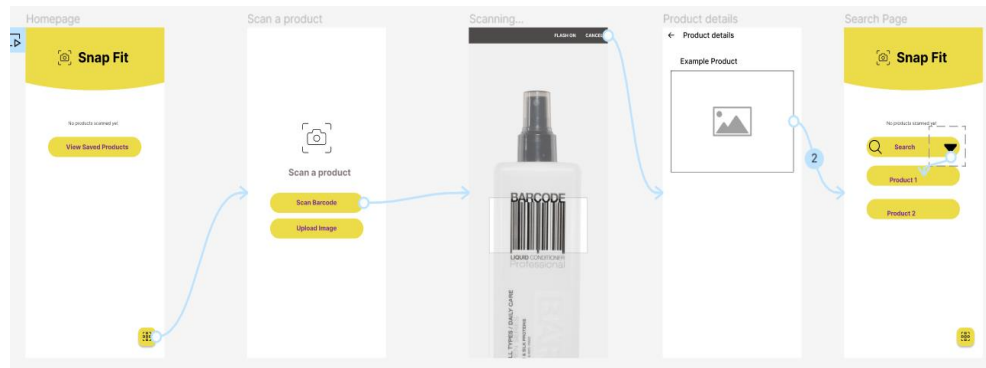 Homepage
Snap Fit
No products scanned yet
View Saved Products
Scan a product
Scan a product
Scan Barcode
Upload Image
Scanning...
FLASH ON CANCEL
BARCODE
LIQUID CONDITIONER
Professional
ALL TYPES / DAILY CARE
& SILK PROTEINS
Product details
Product details
Example Product
2
Search Page
Snap Fit
No products scanned yet
Search
Product 1
Product 2